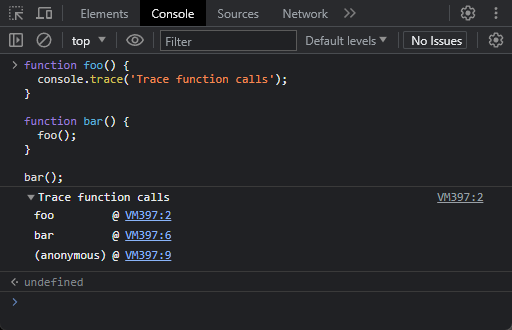 Elements Console Sources Network
top Filter Default levels No Issues
function foo() {
console.trace('Trace function calls');
}
function bar() {
foo();
}
bar();
Trace function calls VM397:2
foo @ VM397:2
bar @ VM397:6
(anonymous) @ VM397:9
undefined